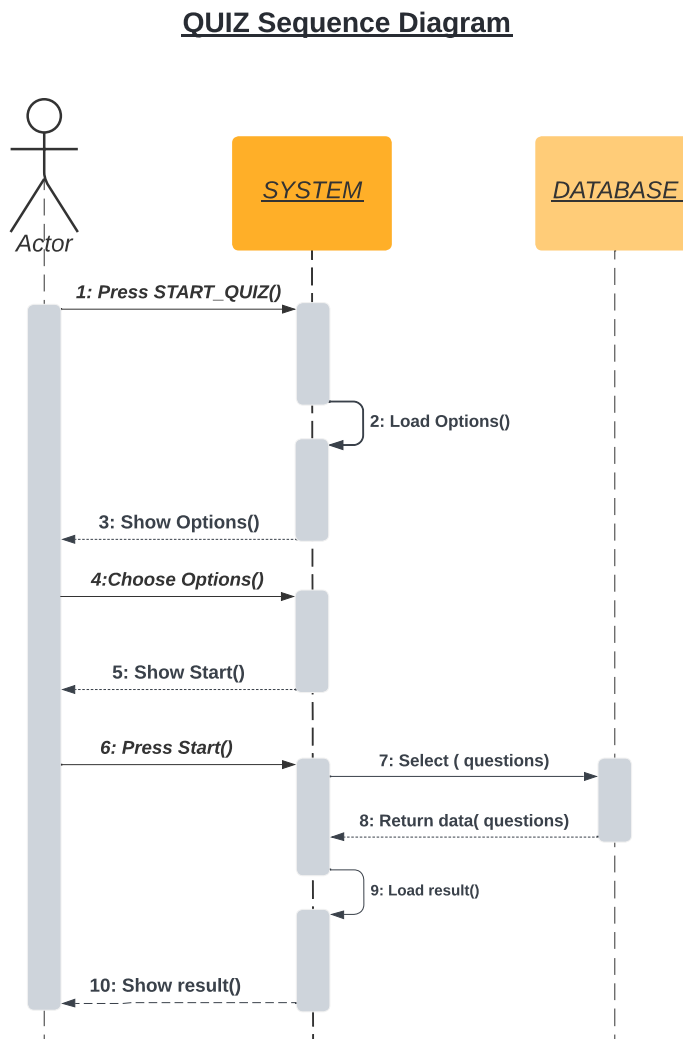 QUIZ Sequence Diagram
Actor
SYSTEM
DATABASE
1: Press START_QUIZ()
2: Load Options()
3: Show Options()
4:Choose Options()
5: Show Start()
6: Press Start()
7: Select ( questions)
8: Return data( questions)
9: Load result()
10: Show result()